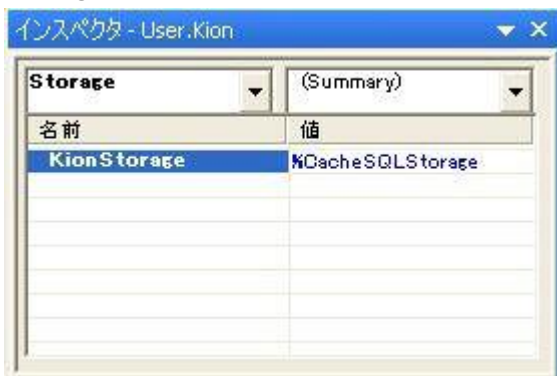 インスペクタ - User.Kion
Storage (Summary)
名前 値
KionStorage %CacheSQLStorage